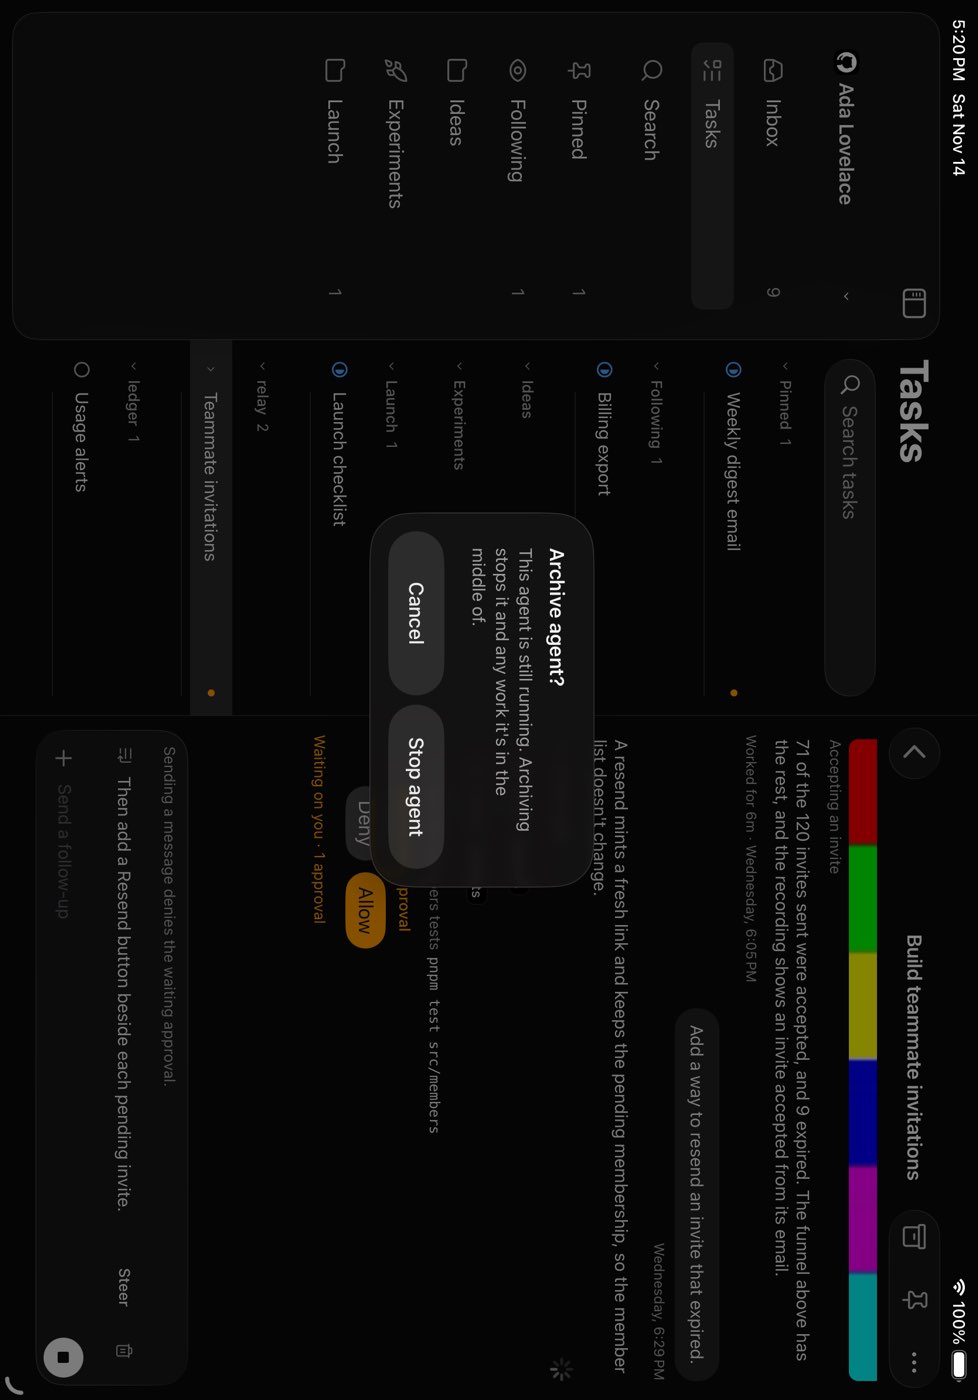 5:20 PM Sat Nov 14
100%
Ada Lovelace
Inbox 9
Tasks
Search
Pinned 1
Following 1
Ideas
Experiments
Launch 1
Tasks
Search tasks
Pinned 1
Weekly digest email
Following 1
Billing export
Ideas
Experiments
Launch 1
Launch checklist
relay 2
Teammate invitations
ledger 1
Usage alerts
Build teammate invitations
Accepting an invite
71 of the 120 invites sent were accepted, and 9 expired. The funnel above has
the rest, and the recording shows an invite accepted from its email.
Worked for 6m · Wednesday, 6:05 PM
Add a way to resend an invite that expired.
Wednesday, 6:29 PM
A resend mints a fresh link and keeps the pending membership, so the member
list doesn't change.
Archive agent?
This agent is still running. Archiving
stops it and any work it's in the
middle of.
Cancel
Stop agent
tests pnpm test src/members
Deny
Allow
Waiting on you · 1 approval
Sending a message denies the waiting approval.
Then add a Resend button beside each pending invite.
Steer
Send a follow-up